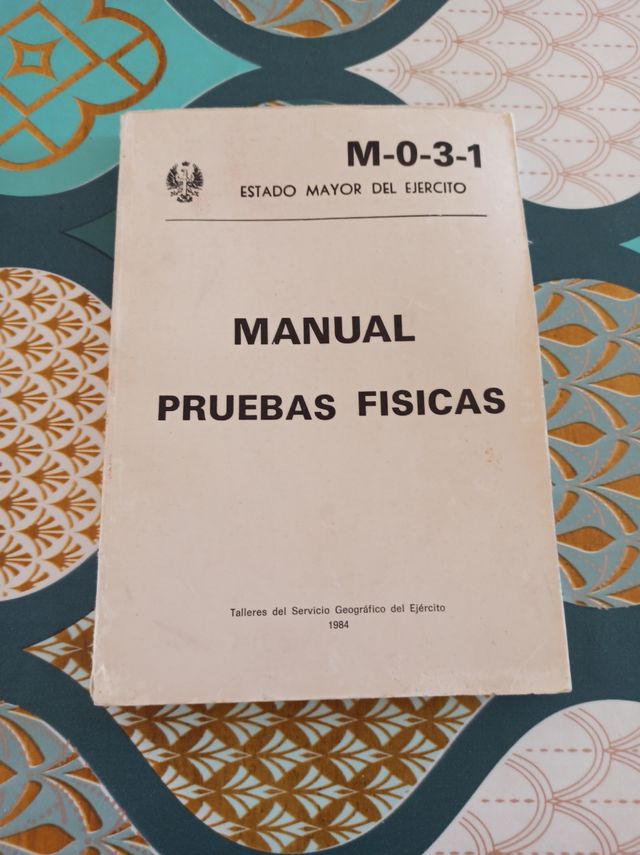 M-0-3-1
ESTADO MAYOR DEL EJERCITO
MANUAL
PRUEBAS FISICAS
Talleres del Servicio Geográfico del Ejército
1984